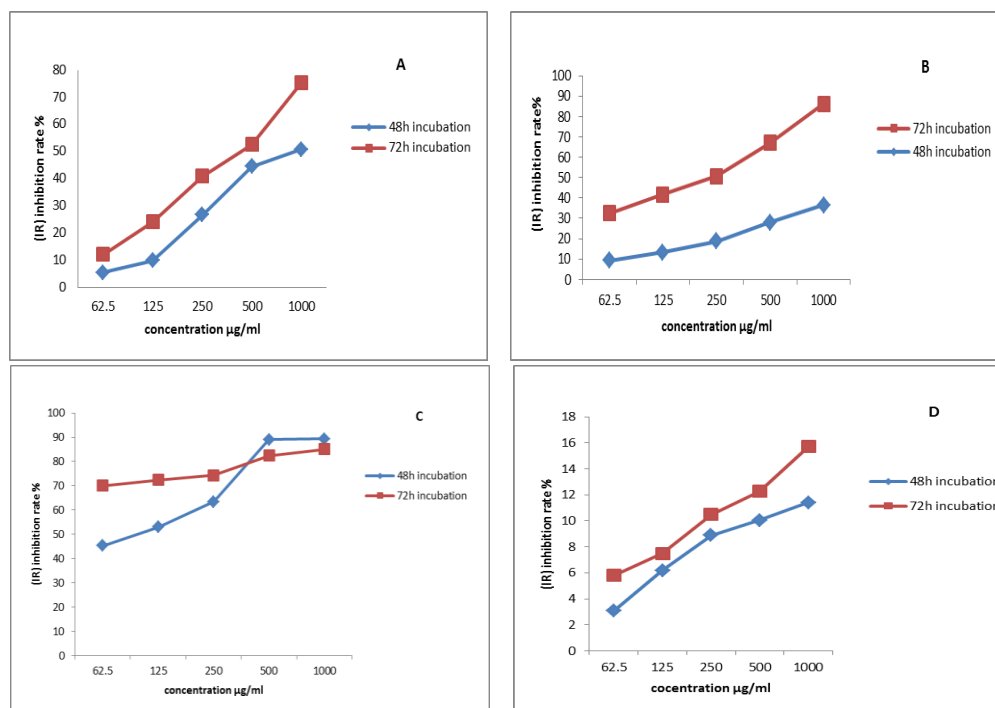 A
80
70
60
50
40
30
20
10
0
(IR) inhibition rate %
62.5 125 250 500 1000
concentration µg/ml
48h incubation
72h incubation
B
100
90
80
70
60
50
40
30
20
10
0
(IR) inhibition rate%
62.5 125 250 500 1000
concentration µg/ml
72h incubation
48h incubation
C
100
90
80
70
60
50
40
30
20
10
0
(IR) inhibition rate %
62.5 125 250 500 1000
concentration µg/ml
48h incubation
72h incubation
D
18
16
14
12
10
8
6
4
2
0
(IR) inhibition rate %
62.5 125 250 500 1000
cocentration µg/ml
48h incubation
72h incubation